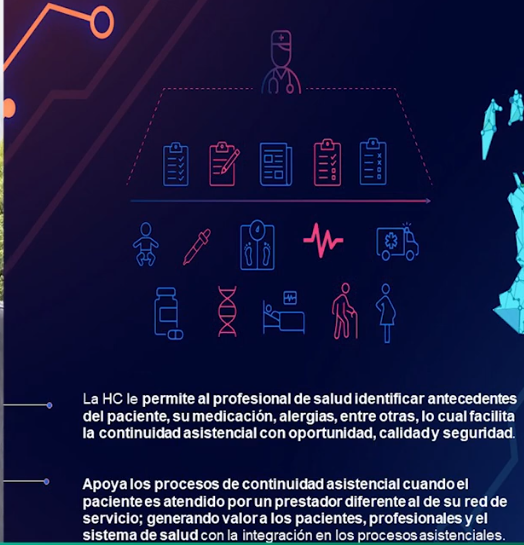 La HC le permite al profesional de salud identificar antecedentes
del paciente, su medicación, alergias, entre otras, lo cual facilita
la continuidad asistencial con oportunidad, calidad y seguridad.
Apoya los procesos de continuidad asistencial cuando el
paciente es atendido por un prestador diferente al de su red de
servicio; generando valor a los pacientes, profesionales y el
sistema de salud con la integración en los procesos asistenciales.